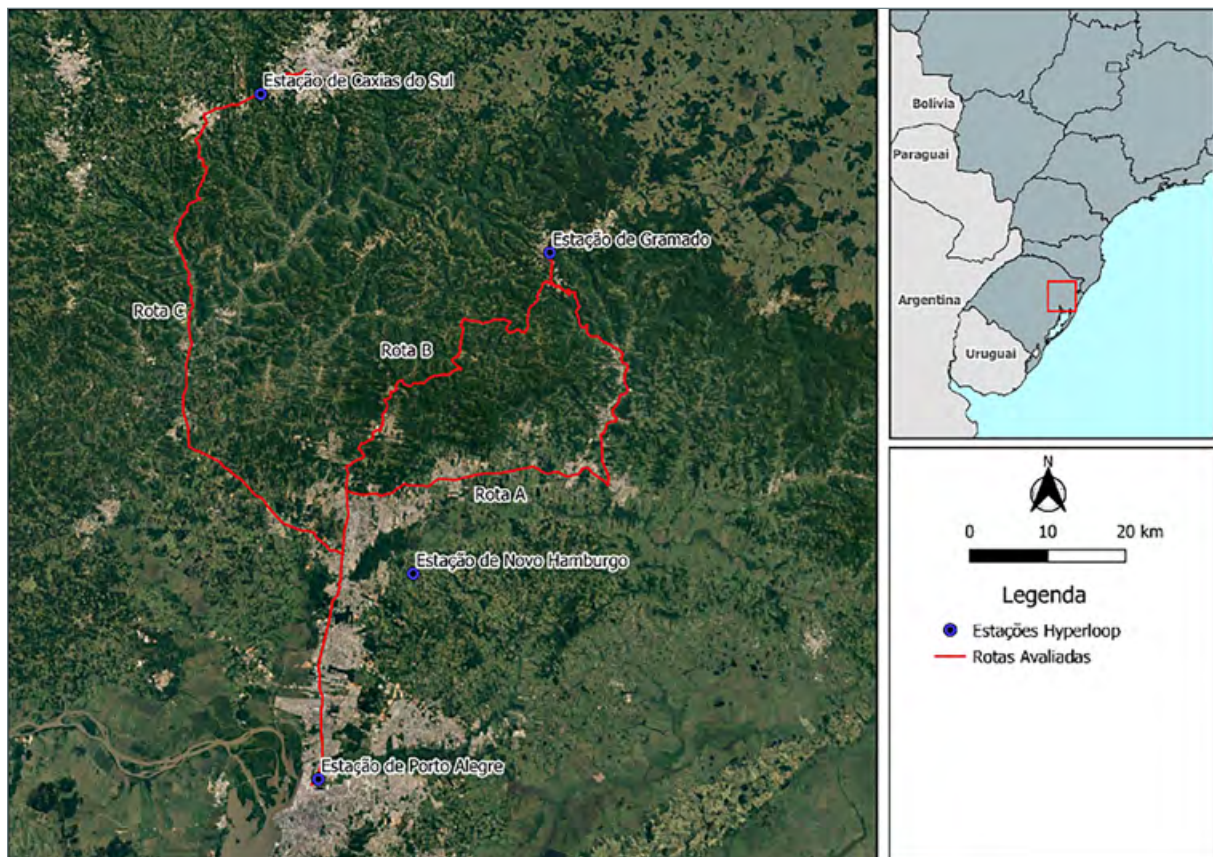 Estação de Caxias do Sul
Estação de Gramado
Rota C
Rota B
Rota A
Estação de Novo Hamburgo
Estação de Porto Alegre
Bolívia
Paraguai
Argentina
Uruguai
N
0 10 20 km
Legenda
Estações Hyperloop
Rotas Avaliadas